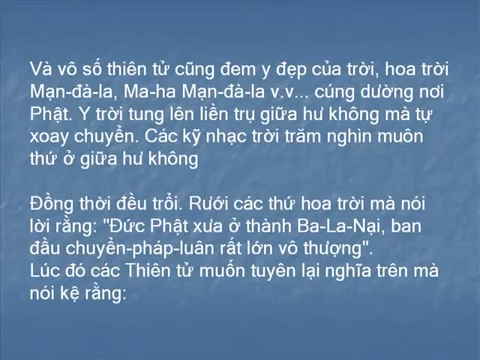 Và vô số thiên tử cũng đem y đẹp của trời, hoa trời
Mạn-đà-la, Ma-ha Mạn-đà-la v.v... cúng dường nơi
Phật. Y trời tung lên liền trụ giữa hư không mà tự
xoay chuyển. Các kỹ nhạc trời trăm nghìn muôn
thứ ở giữa hư không
Đồng thời đều trổi. Rưới các thứ hoa trời mà nói
lời rằng: "Đức Phật xưa ở thành Ba-La-Nại, ban
đầu chuyển-pháp-luân rất lớn vô thượng".
Lúc đó các Thiên tử muốn tuyên lại nghĩa trên mà
nói kệ rằng: